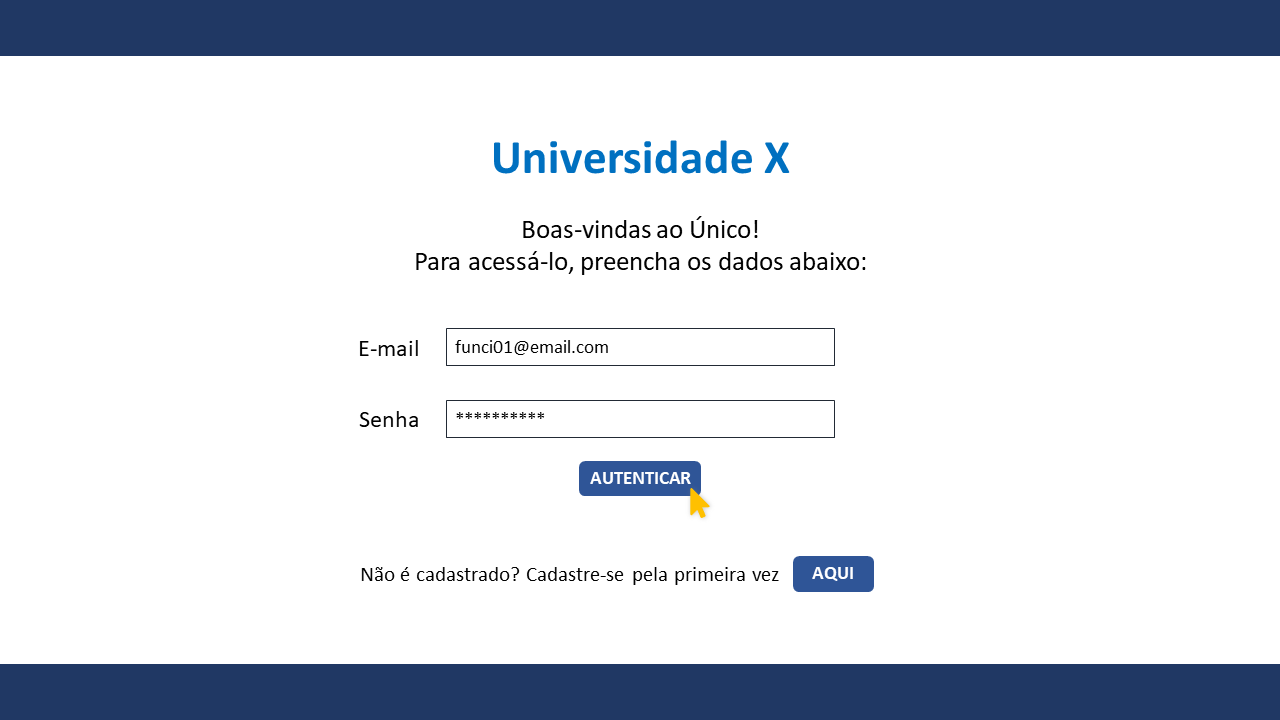 Universidade X
Boas-vindas ao Único!
Para acessá-lo, preencha os dados abaixo:
E-mail funci01@email.com
Senha **********
AUTENTICAR
Não é cadastrado? Cadastre-se pela primeira vez AQUI